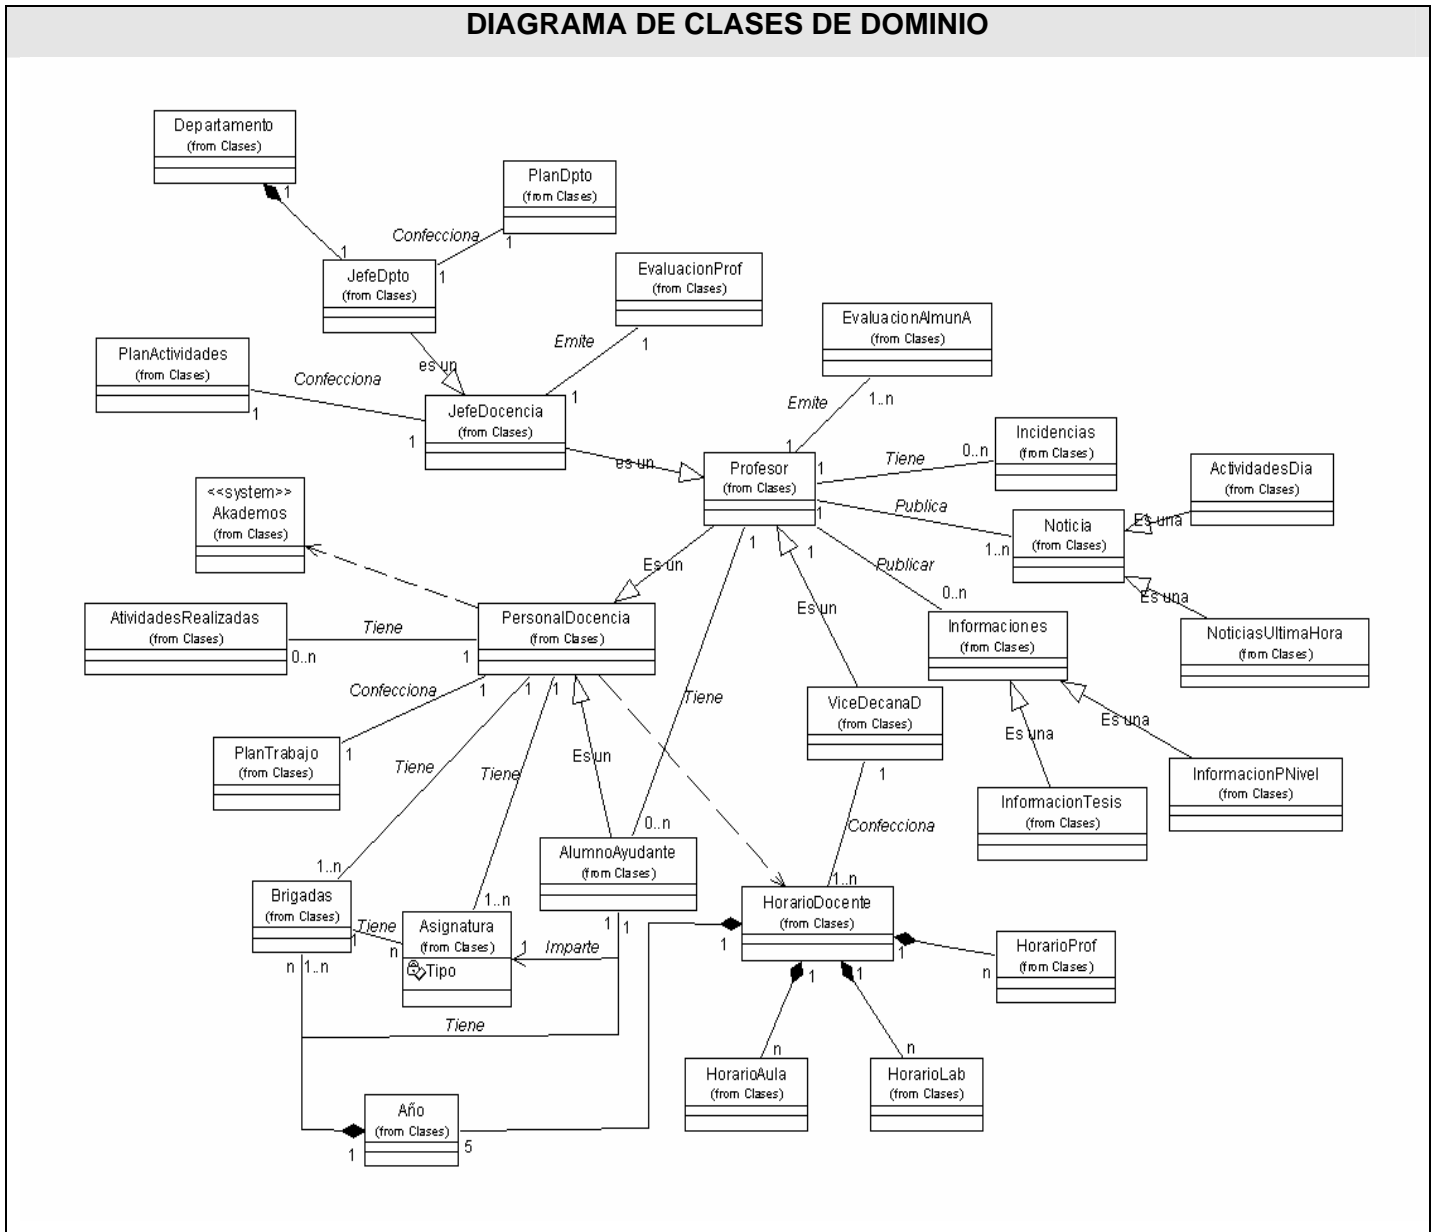 DIAGRAMA DE CLASES DE DOMINIO
Departamento
(from Clases)
1
1
PlanDpto
(from Clases)
Confecciona
1
1
JefeDpto
(from Clases)
EvaluacionProf
(from Clases)
Emite
1
1
EvaluacionAlmunA
(from Clases)
Emite
1..n
1
PlanActividades
(from Clases)
Confecciona
1
1
es un
JefeDocencia
(from Clases)
es un
Profesor
(from Clases)
Incidencias
(from Clases)
Tiene
0..n
1
Publica
1
1..n
Noticia
(from Clases)
ActividadesDia
(from Clases)
Es una
NoticiasUltimaHora
(from Clases)
Es una
<<system>>
Akademos
(from Clases)
Es un
1
1
Publicar
0..n
Informaciones
(from Clases)
AtividadesRealizadas
(from Clases)
Tiene
0..n
1
PersonalDocencia
(from Clases)
Es un
Confecciona
1
1
1
1
PlanTrabajo
(from Clases)
Tiene
Tiene
Es un
Tiene
ViceDecanaD
(from Clases)
1
Es una
Es una
InformacionTesis
(from Clases)
InformacionPNivel
(from Clases)
0..n
AlumnoAyudante
(from Clases)
Confecciona
1..n
1..n
1..n
Brigadas
(from Clases)
Tiene
1
n
Asignatura
(from Clases)
Tipo
1
Imparte
1
1
HorarioDocente
(from Clases)
1
1
1
1
n
HorarioProf
(from Clases)
n
1..n
Tiene
n
n
HorarioAula
(from Clases)
HorarioLab
(from Clases)
Año
(from Clases)
1
5